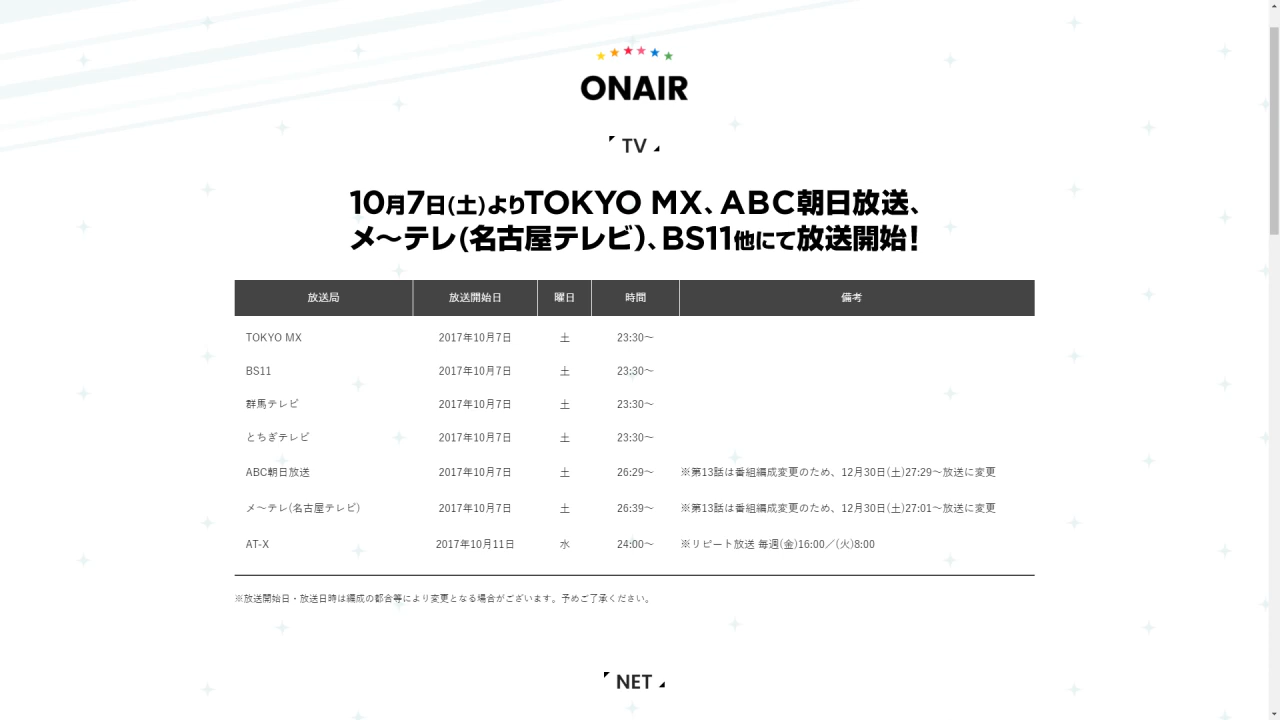 ONAIR
TV
10月7日(土)よりTOKYO MX、ABC朝日放送、
メ〜テレ(名古屋テレビ)、BS11他にて放送開始！
放送局 放送開始日 曜日 時間 備考
TOKYO MX 2017年10月7日 土 23:30〜
BS11 2017年10月7日 土 23:30〜
群馬テレビ 2017年10月7日 土 23:30〜
とちぎテレビ 2017年10月7日 土 23:30〜
ABC朝日放送 2017年10月7日 土 26:29〜 ※第13話は番組編成変更のため、12月30日(土)27:29〜放送に変更
メ〜テレ(名古屋テレビ) 2017年10月7日 土 26:39〜 ※第13話は番組編成変更のため、12月30日(土)27:01〜放送に変更
AT-X 2017年10月11日 水 24:00〜 ※リピート放送 毎週(金)16:00／(火)8:00
※放送開始日・放送日時は編成の都合等により変更となる場合がございます。予めご了承ください。
NET